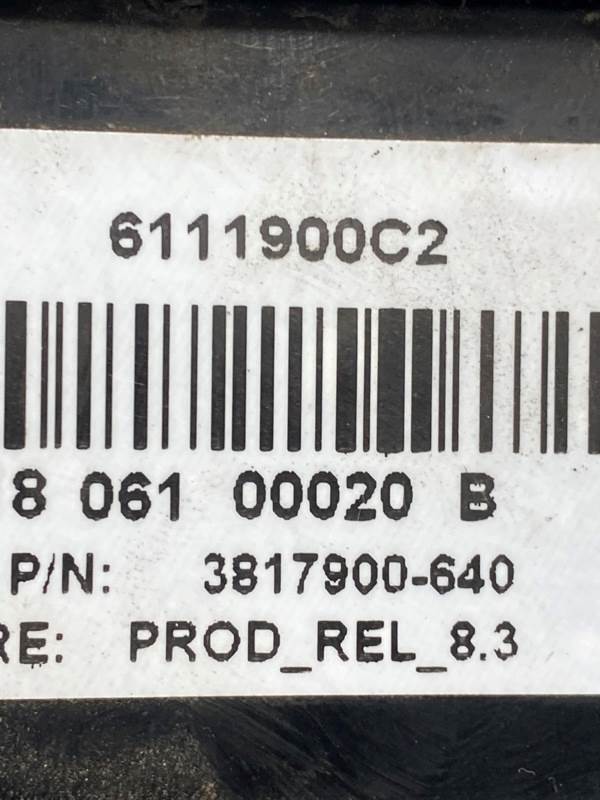 6111900C2
8 061 00020 B
P/N: 3817900-640
RE: PROD_REL_8.3